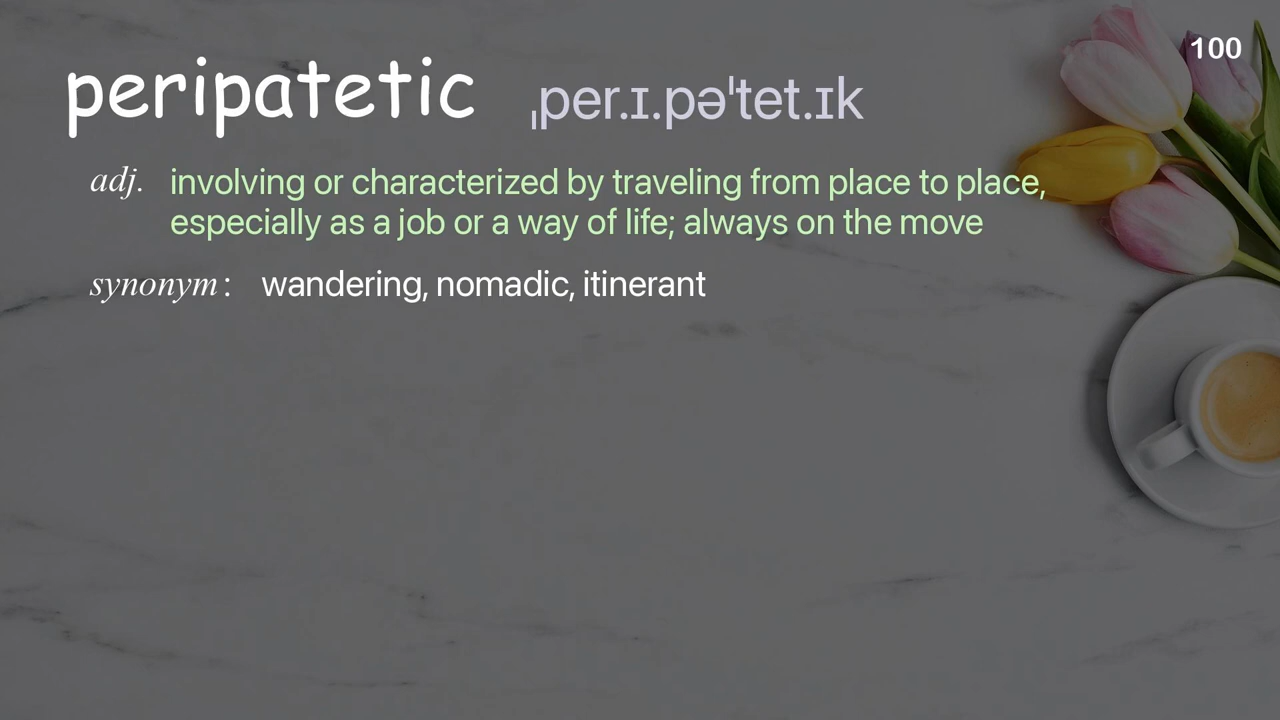 100
peripatetic ˌper.ɪ.pəˈtet.ɪk
adj. involving or characterized by traveling from place to place,
especially as a job or a way of life; always on the move
synonym : wandering, nomadic, itinerant